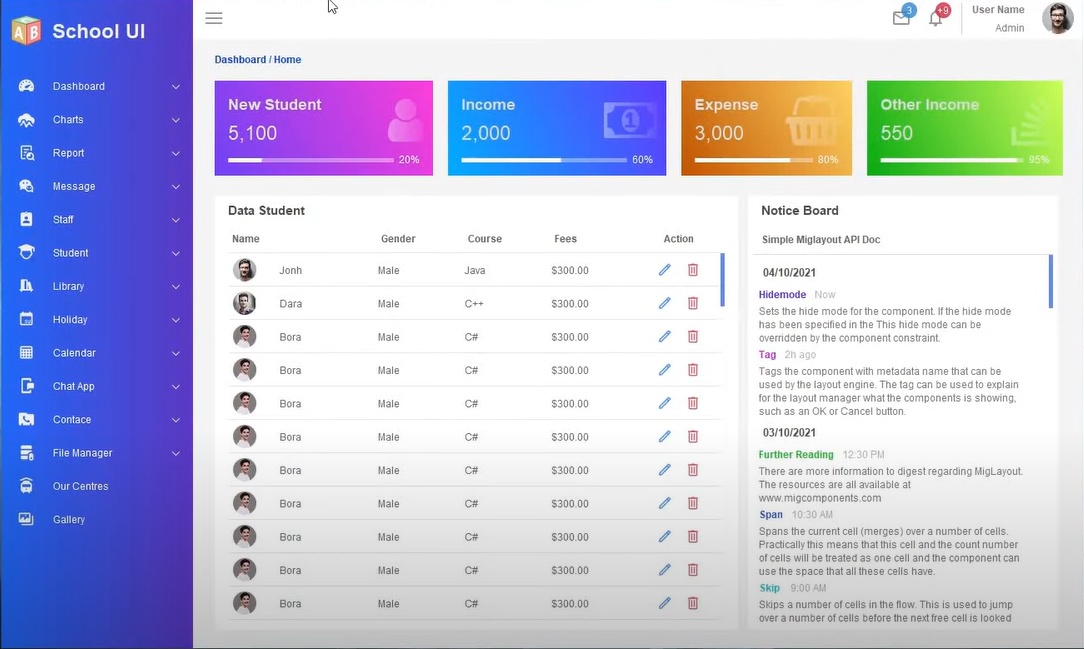 AB
School UI
3
+9
User Name
Admin
Dashboard
Charts
Report
Message
Staff
Student
Library
Holiday
Calendar
Chat App
Contace
File Manager
Our Centres
Gallery
Dashboard / Home
New Student
5,100
20%
Income
2,000
1
60%
Expense
3,000
80%
Other Income
550
95%
Data Student
Name Gender Course Fees Action
Jonh Male Java $300.00
Dara Male C++ $300.00
Bora Male C# $300.00
Bora Male C# $300.00
Bora Male C# $300.00
Bora Male C# $300.00
Bora Male C# $300.00
Bora Male C# $300.00
Bora Male C# $300.00
Bora Male C# $300.00
Bora Male C# $300.00
Notice Board
Simple Miglayout API Doc
04/10/2021
Hidemode Now
Sets the hide mode for the component. If the hide mode
has been specified in the This hide mode can be
overridden by the component constraint.
Tag 2h ago
Tags the component with metadata name that can be
used by the layout engine. The tag can be used to explain
for the layout manager what the components is showing,
such as an OK or Cancel button.
03/10/2021
Further Reading 12:30 PM
There are more information to digest regarding MigLayout.
The resources are all available at
www.migcomponents.com
Span 10:30 AM
Spans the current cell (merges) over a number of cells.
Practically this means that this cell and the count number
of cells will be treated as one cell and the component can
use the space that all these cells have.
Skip 9:00 AM
Skips a number of cells in the flow. This is used to jump
over a number of cells before the next free cell is looked